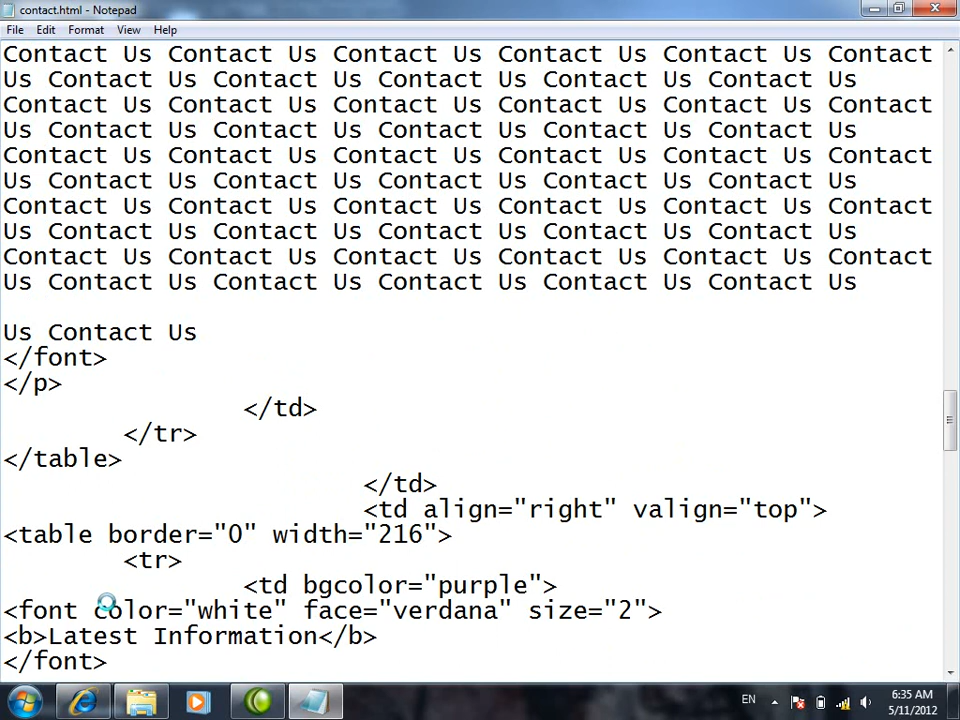 contact.html - Notepad
File Edit Format View Help
Contact Us Contact Us Contact Us Contact Us Contact Us Contact
Us Contact Us Contact Us Contact Us Contact Us Contact Us
Contact Us Contact Us Contact Us Contact Us Contact Us Contact
Us Contact Us Contact Us Contact Us Contact Us Contact Us
Contact Us Contact Us Contact Us Contact Us Contact Us Contact
Us Contact Us Contact Us Contact Us Contact Us Contact Us
Contact Us Contact Us Contact Us Contact Us Contact Us Contact
Us Contact Us Contact Us Contact Us Contact Us Contact Us
Contact Us Contact Us Contact Us Contact Us Contact Us Contact
Us Contact Us Contact Us Contact Us Contact Us Contact Us
Us Contact Us
</font>
</p>
</td>
</tr>
</table>
</td>
<td align="right" valign="top">
<table border="0" width="216">
<tr>
<td bgcolor="purple">
<font color="white" face="verdana" size="2">
<b>Latest Information</b>
</font>
EN
6:35 AM
5/11/2012